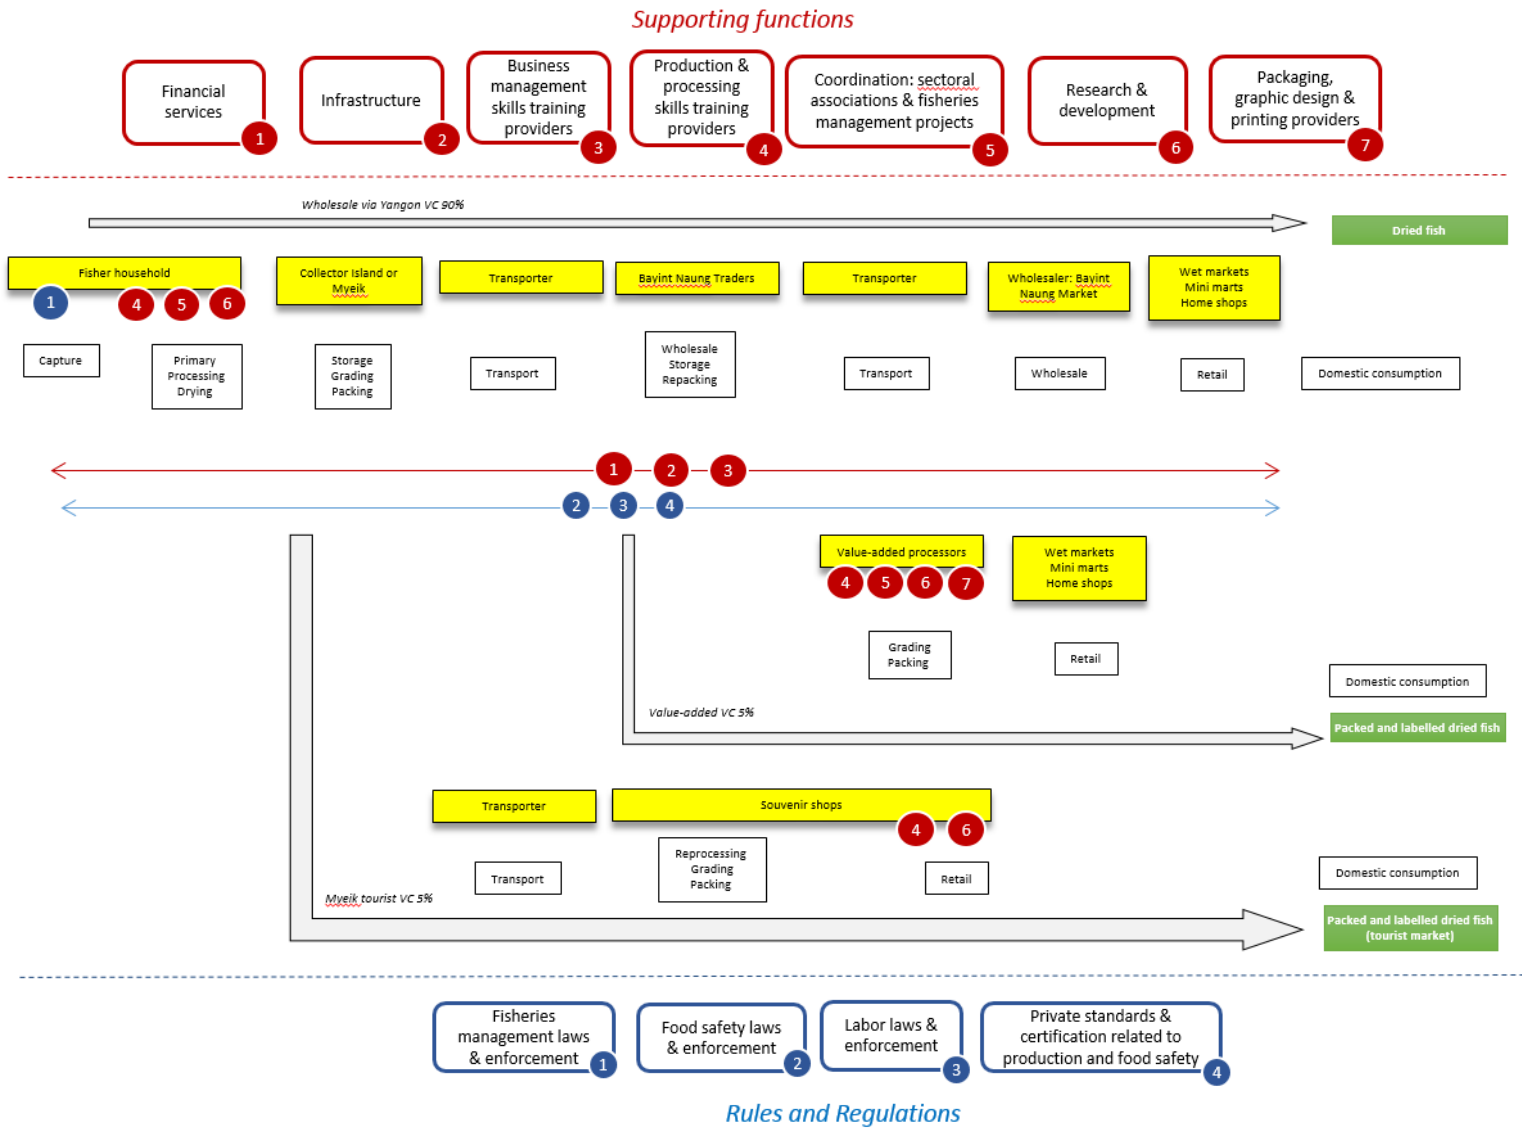 Supporting functions
Financial
services
1
Infrastructure
2
Business
management
skills training
providers
3
Production &
processing
skills training
providers
4
Coordination: sectoral
associations & fisheries
management projects
5
Research &
development
6
Packaging,
graphic design &
printing providers
7
Wholesale via Yangon VC 90%
Dried fish
Fisher household
1
4
5
6
Collector Island or
Myeik
Transporter
Bayint Naung Traders
Transporter
Wholesaler: Bayint
Naung Market
Wet markets
Mini marts
Home shops
Capture
Primary
Processing
Drying
Storage
Grading
Packing
Transport
Wholesale
Storage
Repacking
Transport
Wholesale
Retail
Domestic consumption
1
2
3
2
3
4
Value-added processors
4
5
6
7
Wet markets
Mini marts
Home shops
Grading
Packing
Retail
Domestic consumption
Value-added VC 5%
Packed and labelled dried fish
Transporter
Souvenir shops
4
6
Transport
Reprocessing
Grading
Packing
Retail
Domestic consumption
Myeik tourist VC 5%
Packed and labelled dried fish
(tourist market)
Fisheries
management laws
& enforcement
1
Food safety laws
& enforcement
2
Labor laws &
enforcement
3
Private standards &
certification related to
production and food safety
4
Rules and Regulations